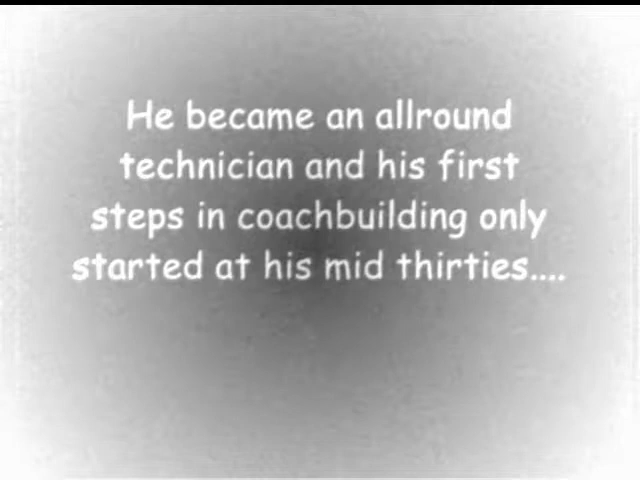 He became an allround
technician and his first
steps in coachbuilding only
started at his mid thirties....